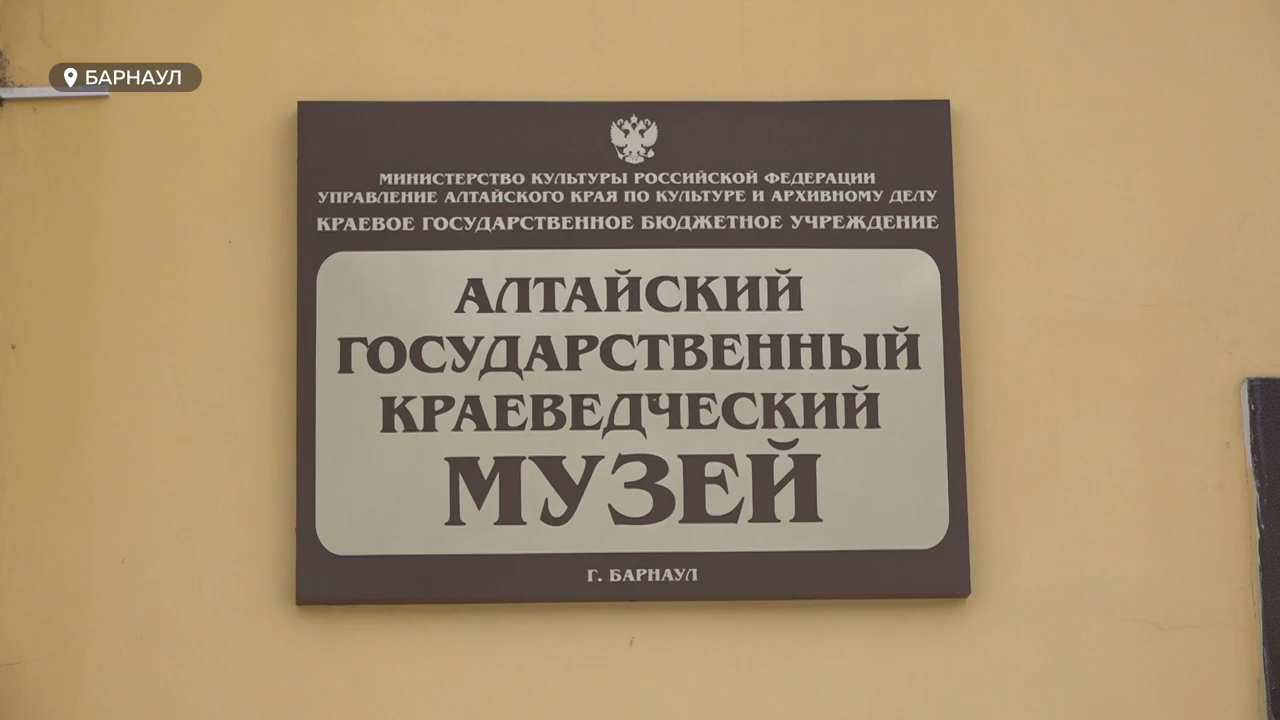 БАРНАУЛ
МИНИСТЕРСТВО КУЛЬТУРЫ РОССИЙСКОЙ ФЕДЕРАЦИИ
УПРАВЛЕНИЕ АЛТАЙСКОГО КРАЯ ПО КУЛЬТУРЕ И АРХИВНОМУ ДЕЛУ
КРАЕВОЕ ГОСУДАРСТВЕННОЕ БЮДЖЕТНОЕ УЧРЕЖДЕНИЕ
АЛТАЙСКИЙ
ГОСУДАРСТВЕННЫЙ
КРАЕВЕДЧЕСКИЙ
МУЗЕЙ
Г. БАРНАУЛ